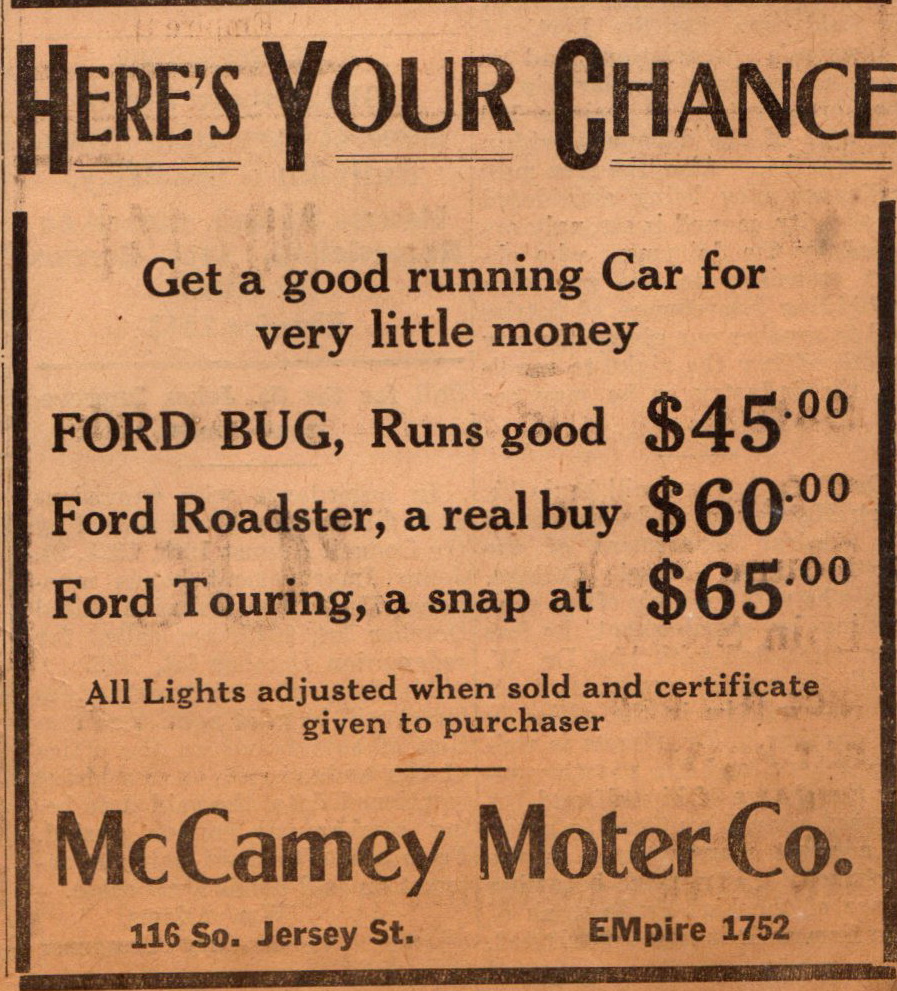 HERE'S YOUR CHANCE
Get a good running Car for
very little money
FORD BUG, Runs good $45.00
Ford Roadster, a real buy $60.00
Ford Touring, a snap at $65.00
All Lights adjusted when sold and certificate
given to purchaser
McCamey Moter Co.
116 So. Jersey St. EMpire 1752